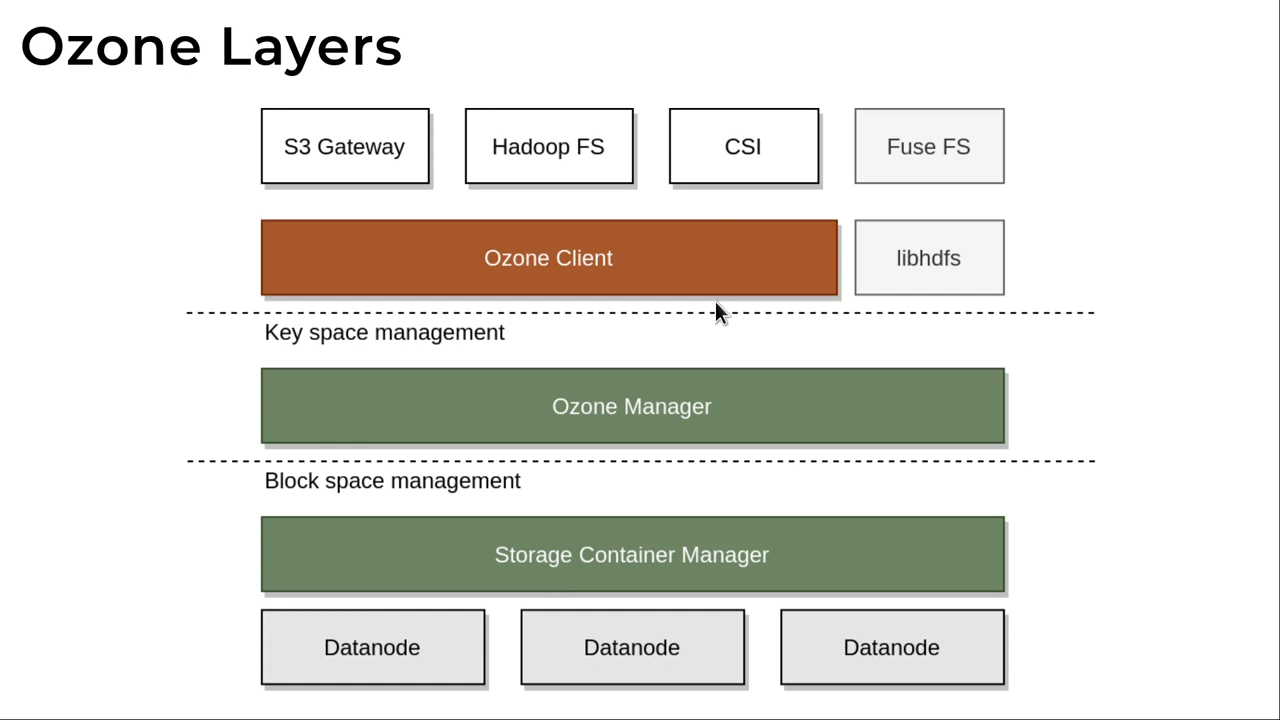 Ozone Layers
S3 Gateway
Hadoop FS
CSI
Fuse FS
Ozone Client
libhdfs
Key space management
Ozone Manager
Block space management
Storage Container Manager
Datanode
Datanode
Datanode